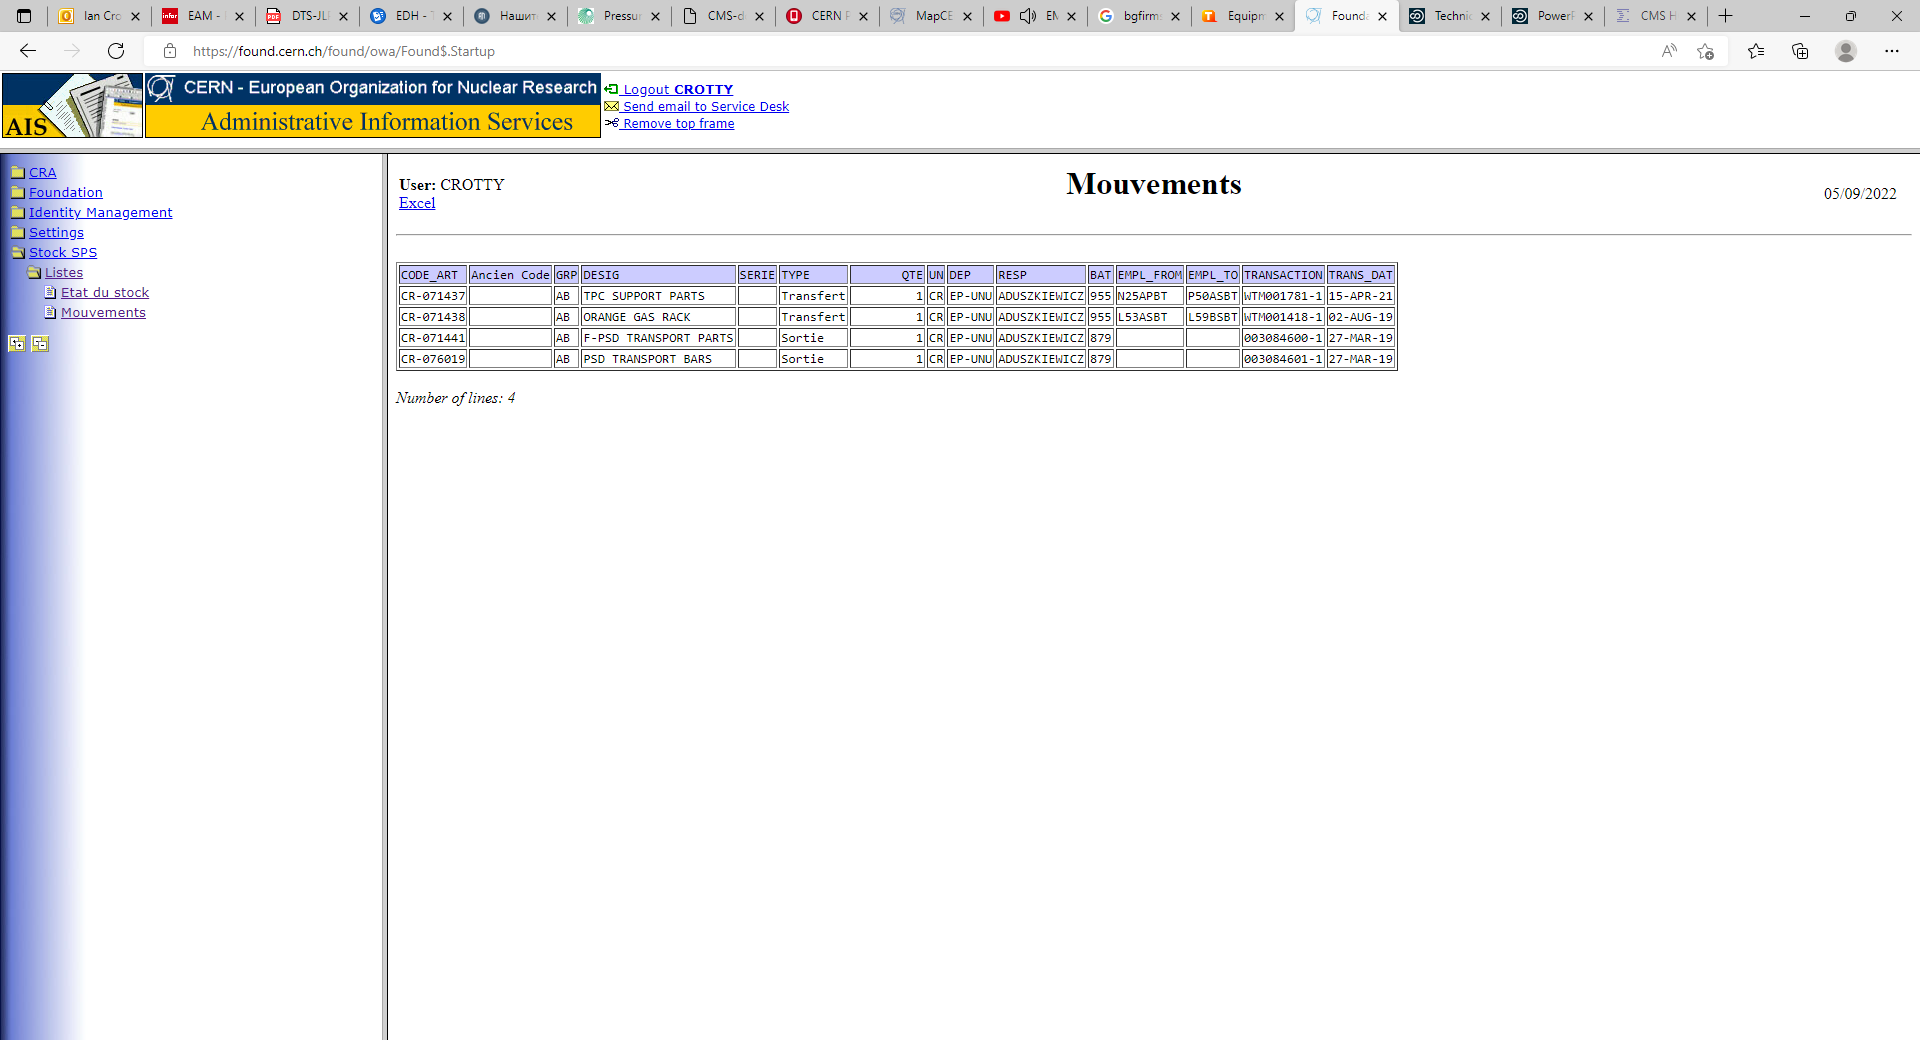 Ian Cro
EAM -
DTS-JL
EDH -
Нашит
Pressu
CMS-d
CERN
MapCE
EM
bgfirm
Equipm
Founda
Technic
Power
CMS H
https://found.cern.ch/found/owa/Found$.Startup
AIS
CERN - European Organization for Nuclear Research
Administrative Information Services
Logout CROTTY
Send email to Service Desk
Remove top frame
CRA
Foundation
Identity Management
Settings
Stock SPS
Listes
Etat du stock
Mouvements
User: CROTTY
Excel
Mouvements
05/09/2022
CODE_ART Ancien Code GRP DESIG SERIE TYPE QTE UN DEP RESP BAT EMPL_FROM EMPL_TO TRANSACTION TRANS_DAT
CR-071437 AB TPC SUPPORT PARTS Transfert 1 CR EP-UNU ADUSZKIEWICZ 955 N25APBT P50ASBT WTM001781-1 15-APR-21
CR-071438 AB ORANGE GAS RACK Transfert 1 CR EP-UNU ADUSZKIEWICZ 955 L53ASBT L59BSBT WTM001418-1 02-AUG-19
CR-071441 AB F-PSD TRANSPORT PARTS Sortie 1 CR EP-UNU ADUSZKIEWICZ 879 003084600-1 27-MAR-19
CR-076019 AB PSD TRANSPORT BARS Sortie 1 CR EP-UNU ADUSZKIEWICZ 879 003084601-1 27-MAR-19
Number of lines: 4